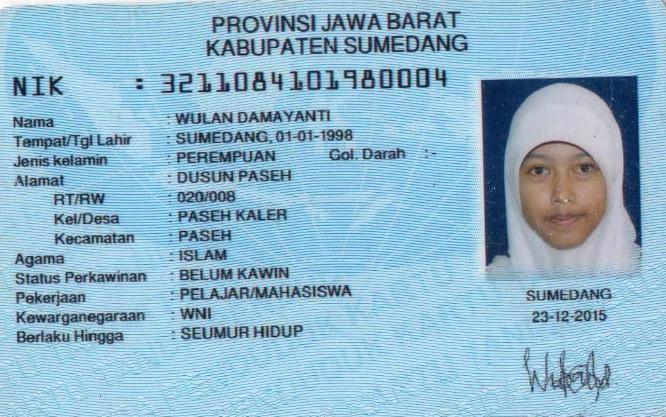 PROVINSI JAWA BARAT
KABUPATEN SUMEDANG
NIK : 3211084101980004
Nama : WULAN DAMAYANTI
Tempat/Tgl Lahir : SUMEDANG, 01-01-1998
Jenis kelamin : PEREMPUAN Gol. Darah :-
Alamat : DUSUN PASEH
RT/RW : 020/008
Kel/Desa : PASEH KALER
Kecamatan : PASEH
Agama : ISLAM
Status Perkawinan : BELUM KAWIN
Pekerjaan : PELAJAR/MAHASISWA
Kewarganegaraan : WNI
Berlaku Hingga : SEUMUR HIDUP
SUMEDANG
23-12-2015